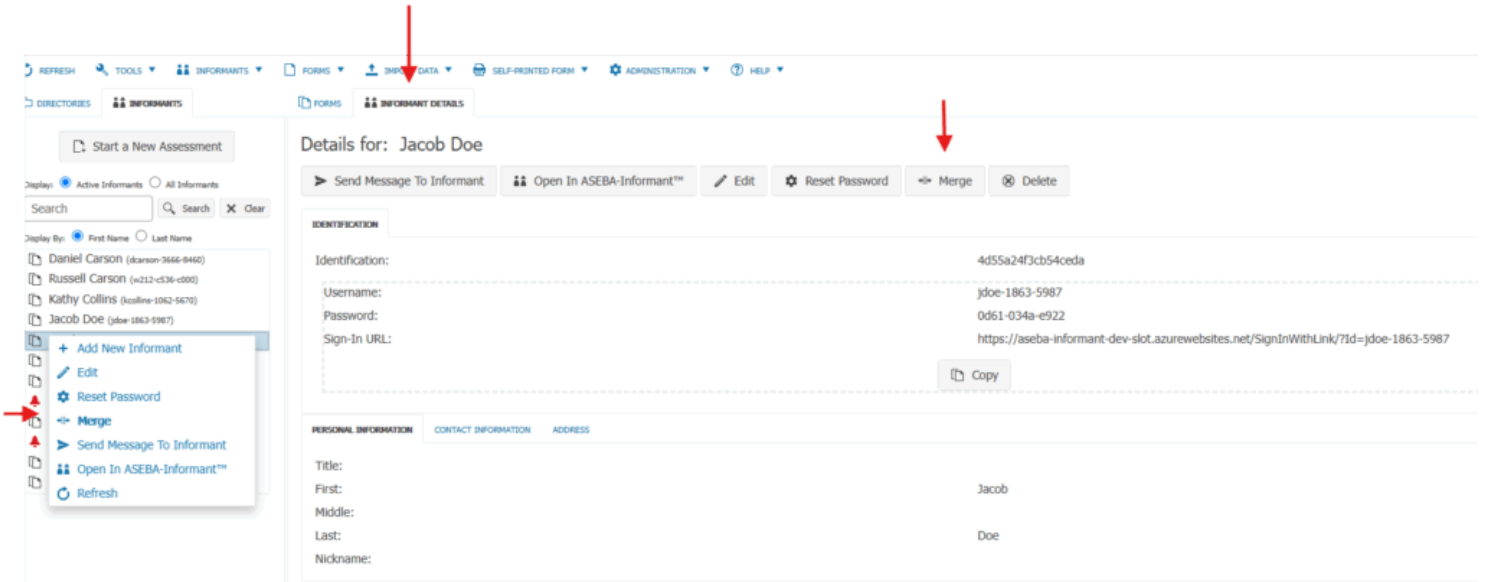 REFRESH TOOLS INFORMANTS FORMS IMPORT DATA SELF-PRINTED FORM ADMINISTRATION HELP
DIRECTORIES INFORMANTS
FORMS INFORMANT DETAILS
Start a New Assessment
Display: Active Informants All Informants
Search Search Clear
Display By: First Name Last Name
Daniel Carson (dcarson-3666-8460)
Russell Carson (w212-c536-c000)
Kathy Collins (kcollins-1062-5670)
Jacob Doe (jdoe-1863-5987)
Add New Informant
Edit
Reset Password
Merge
Send Message To Informant
Open In ASEBA-Informant™
Refresh
Details for: Jacob Doe
Send Message To Informant Open In ASEBA-Informant™ Edit Reset Password Merge Delete
IDENTIFICATION
Identification: 4d55a24f3cb54ceda
Username: jdoe-1863-5987
Password: 0d61-034a-e922
Sign-In URL: https://aseba-informant-dev-slot.azurewebsites.net/SignInWithLink/?Id=jdoe-1863-5987
Copy
PERSONAL INFORMATION CONTACT INFORMATION ADDRESS
Title:
First: Jacob
Middle:
Last: Doe
Nickname: